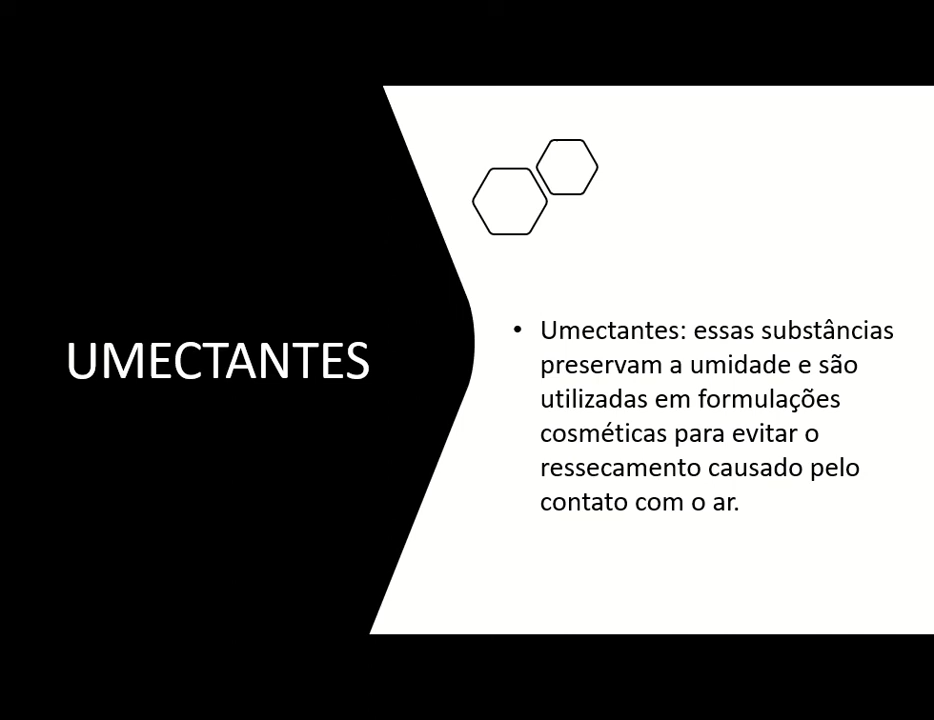 UMECTANTES
• Umectantes: essas substâncias
preservam a umidade e são
utilizadas em formulações
cosméticas para evitar o
ressecamento causado pelo
contato com o ar.